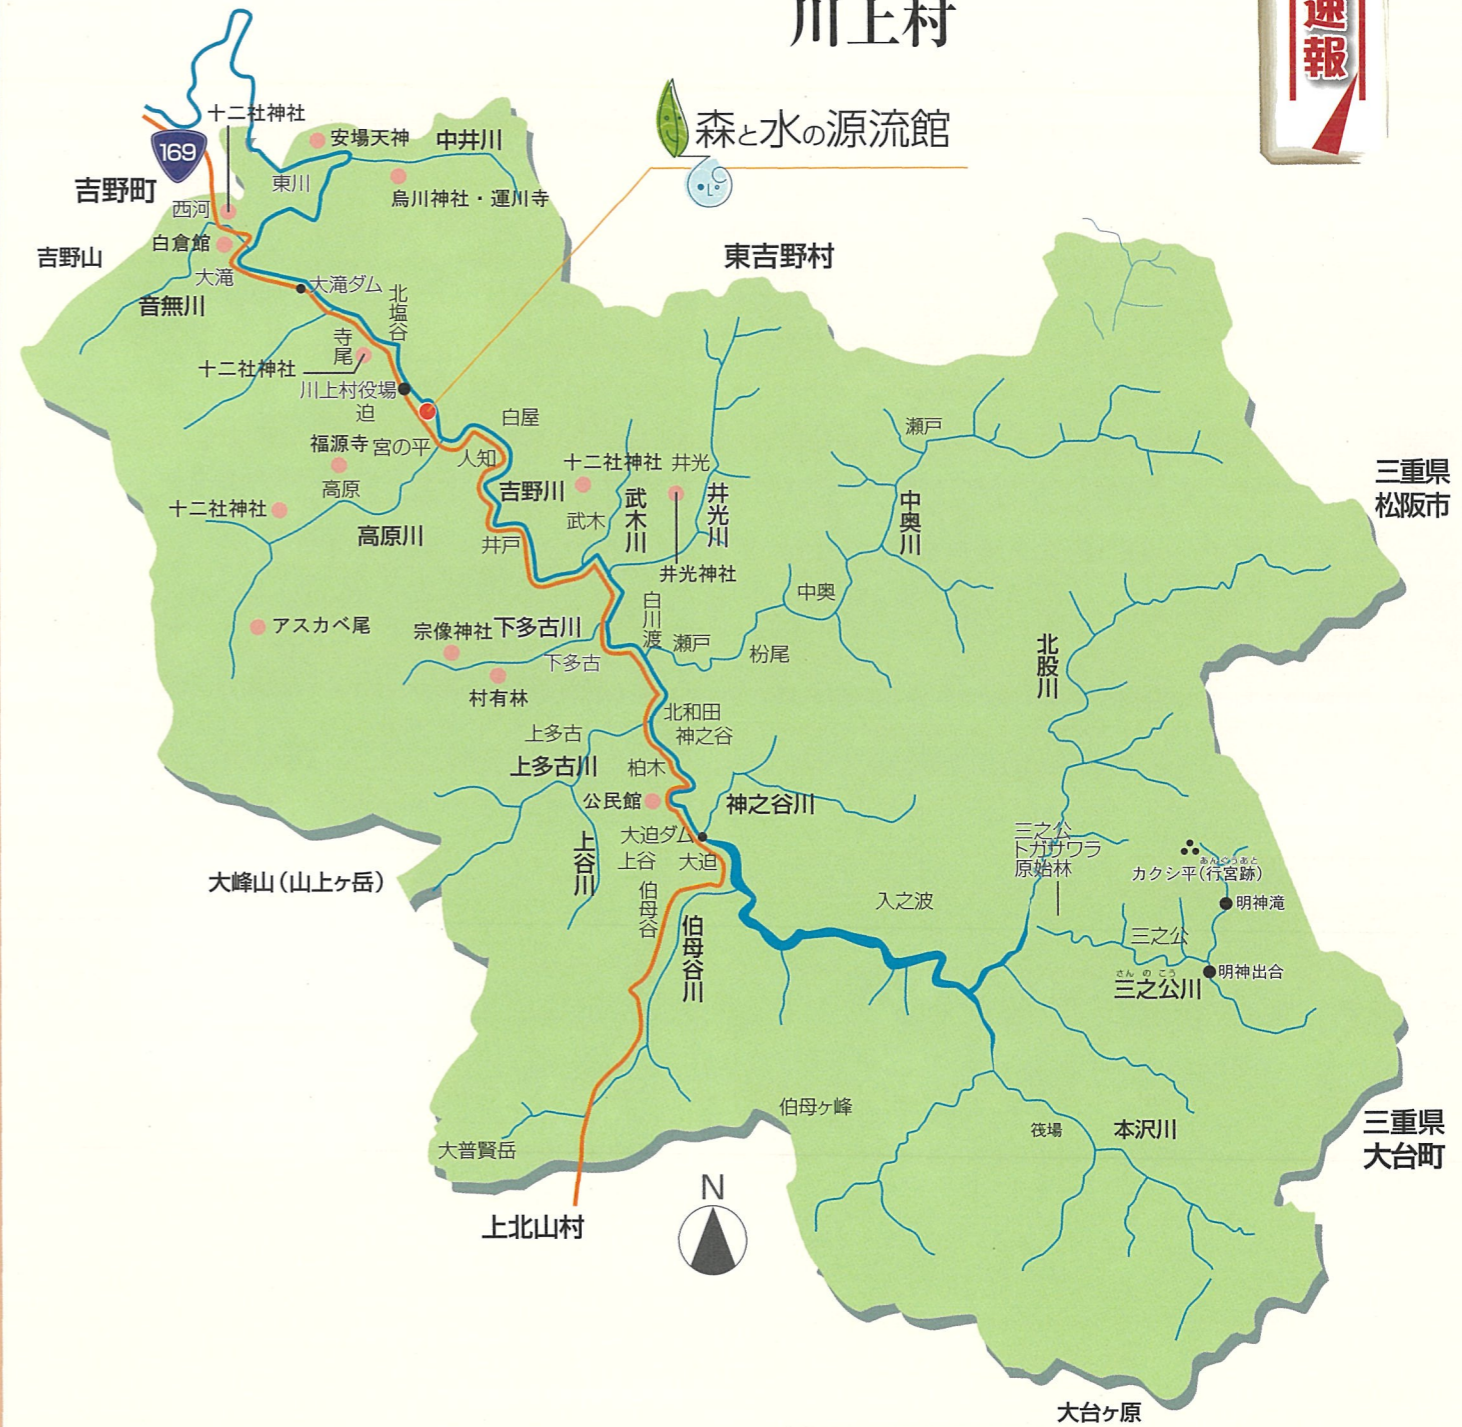 川上村
速報
森と水の源流館
十二社神社
169
安場天神
中井川
吉野町
東川
烏川神社・運川寺
西河
白倉館
吉野山
東吉野村
大滝
大滝ダム
音無川
北塩谷
寺尾
十二社神社
川上村役場
迫
白屋
瀬戸
福源寺
宮の平
人知
十二社神社
井光
三重県
松阪市
高原
吉野川
武木川
井光川
中奥川
十二社神社
武木
高原川
井戸
井光神社
中奥
白川渡
アスカベ尾
宗像神社
下多古川
瀬戸
枌尾
北股川
下多古
村有林
北和田
神之谷
上多古
上多古川
柏木
公民館
神之谷川
大迫ダム
三之公
トガサワラ
原始林
上谷川
上谷
大迫
あんぐうあと
カクシ平(行宮跡)
大峰山(山上ヶ岳)
伯母谷
入之波
明神滝
伯母谷川
三之公
明神出合
さんのこう
三之公川
伯母ヶ峰
筏場
本沢川
三重県
大台町
大普賢岳
N
上北山村
大台ヶ原